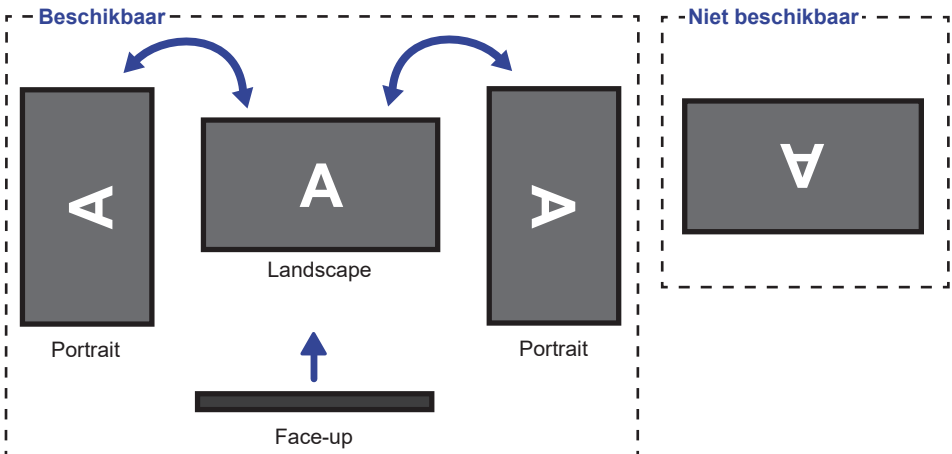 Beschikbaar
Niet beschikbaar
A
A
A
A
Landscape
Portrait
Portrait
Face-up